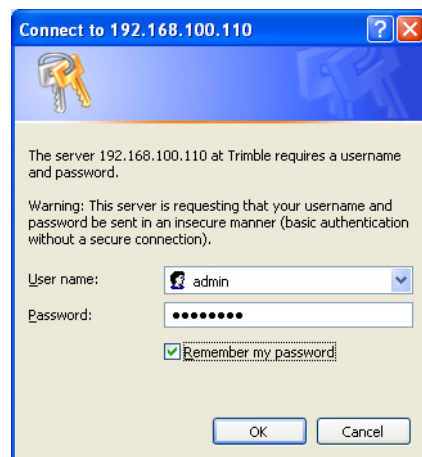 Connect to 192.168.100.110
The server 192.168.100.110 at Trimble requires a username
and password.
Warning: This server is requesting that your username and
password be sent in an insecure manner (basic authentication
without a secure connection).
User name: admin
Password: ●●●●●●●●
Remember my password
OK Cancel